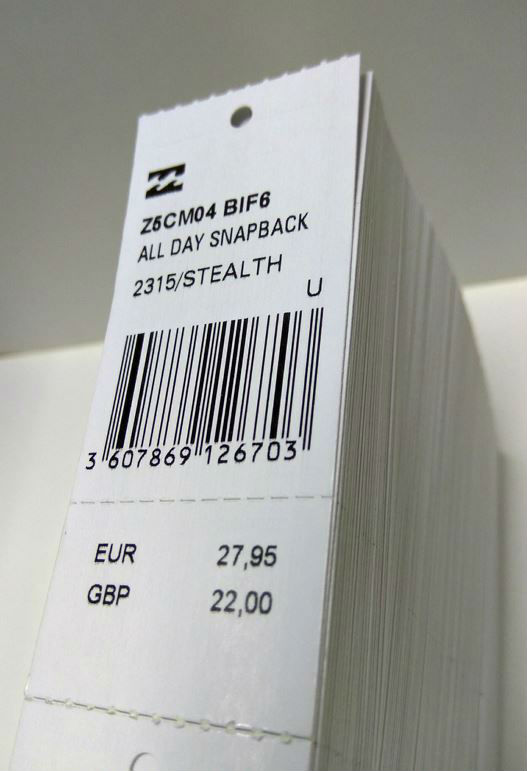 Z5CM04 BIF6
ALL DAY SNAPBACK
2315/STEALTH
U
3 607869 126703
EUR 27,95
GBP 22,00